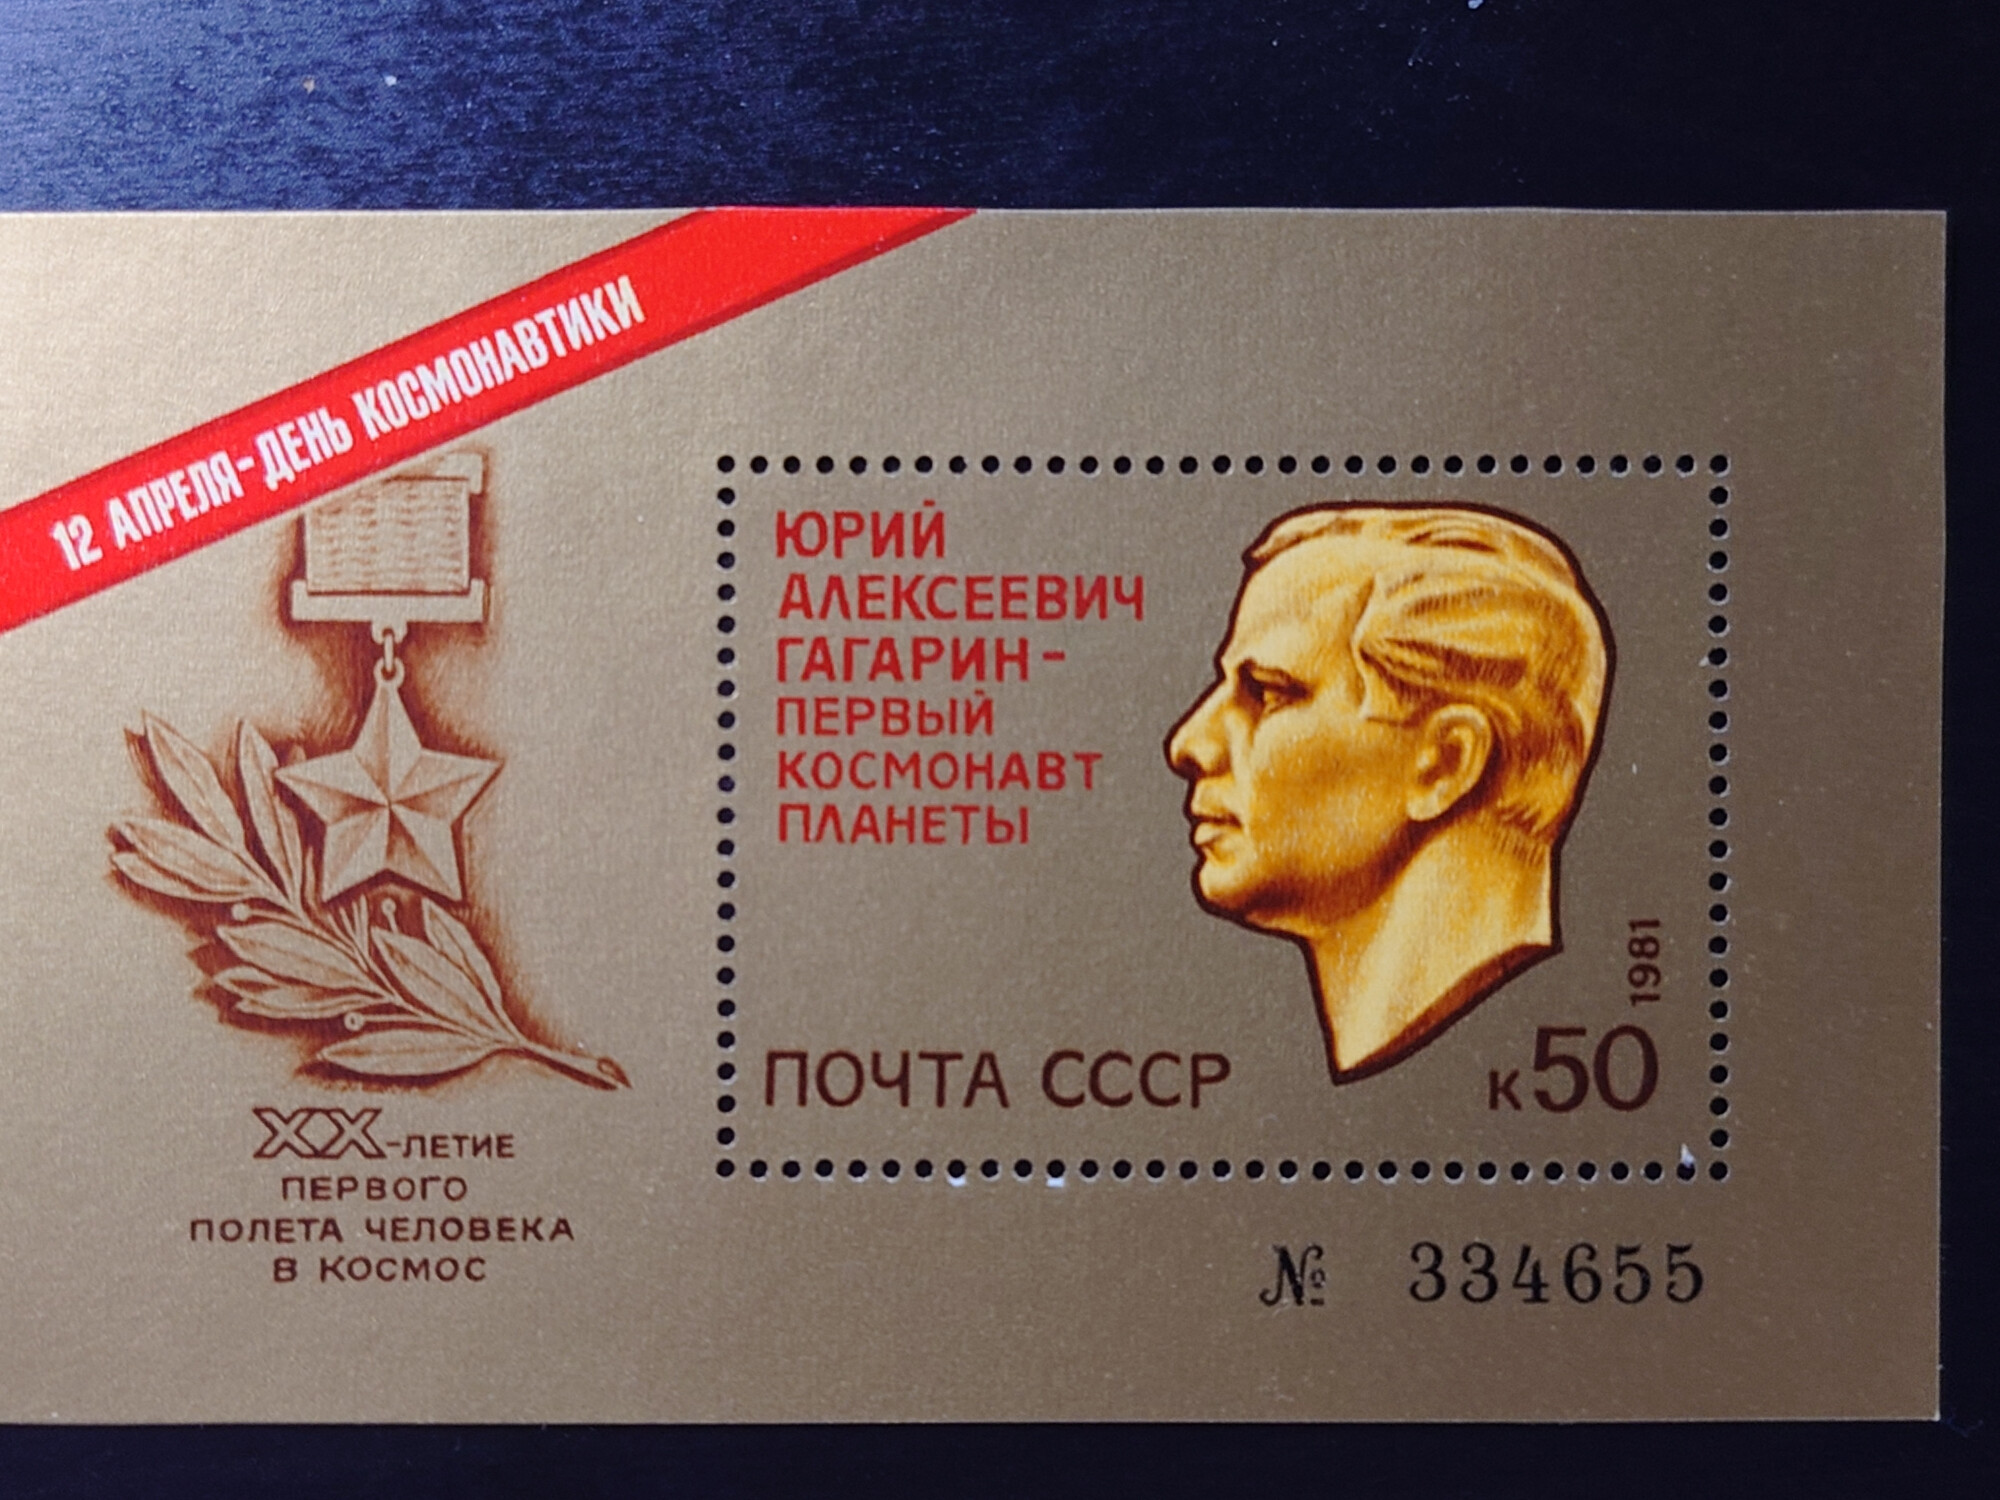 12 АПРЕЛЯ-ДЕНЬ КОСМОНАВТИКИ
ЮРИЙ
АЛЕКСЕЕВИЧ
ГАГАРИН-
ПЕРВЫЙ
КОСМОНАВТ
ПЛАНЕТЫ
1981
ПОЧТА СССР
к50
XX-ЛЕТИЕ
ПЕРВОГО
ПОЛЕТА ЧЕЛОВЕКА
В КОСМОС
№ 334655